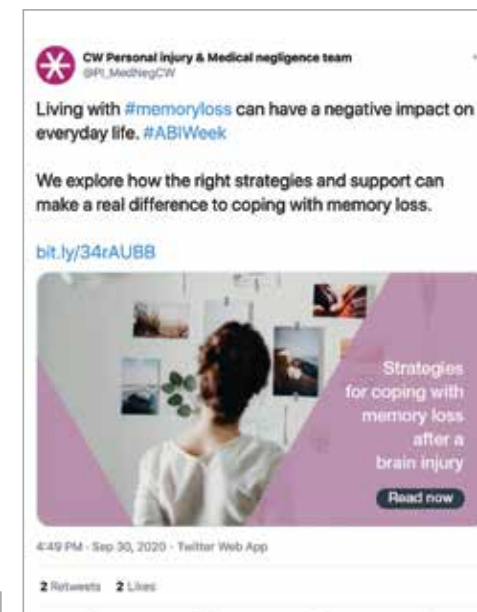 CW Personal injury & Medical negligence team
@PI_MedNegCW
Living with #memoryloss can have a negative impact on
everyday life. #ABIWeek
We explore how the right strategies and support can
make a real difference to coping with memory loss.
bit.ly/34rAUBB
Strategies
for coping with
memory loss
after a
brain injury
Read now
4:49 PM · Sep 30, 2020 · Twitter Web App
2 Retweets 2 Likes